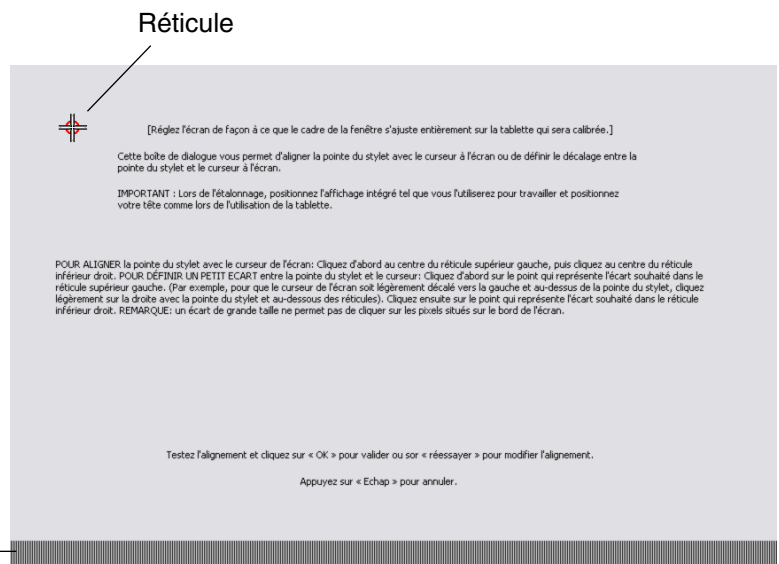 Réticule
[Réglez l'écran de façon à ce que le cadre de la fenêtre s'ajuste entièrement sur la tablette qui sera calibrée.]
Cette boîte de dialogue vous permet d'aligner la pointe du stylet avec le curseur à l'écran ou de définir le décalage entre la
pointe du stylet et le curseur à l'écran.
IMPORTANT : Lors de l'étalonnage, positionnez l'affichage intégré tel que vous l'utiliserez pour travailler et positionnez
votre tête comme lors de l'utilisation de la tablette.
POUR ALIGNER la pointe du stylet avec le curseur de l'écran: Cliquez d'abord au centre du réticule supérieur gauche, puis cliquez au centre du réticule
inférieur droit. POUR DÉFINIR UN PETIT ECART entre la pointe du stylet et le curseur: Cliquez d'abord sur le point qui représente l'écart souhaité dans le
réticule supérieur gauche. (Par exemple, pour que le curseur de l'écran soit légèrement décalé vers la gauche et au-dessus de la pointe du stylet, cliquez
légèrement sur la droite avec la pointe du stylet et au-dessous des réticules). Cliquez ensuite sur le point qui représente l'écart souhaité dans le réticule
inférieur droit. REMARQUE: un écart de grande taille ne permet pas de cliquer sur les pixels situés sur le bord de l'écran.
Testez l'alignement et cliquez sur « OK » pour valider ou sor « réessayer » pour modifier l'alignement.
Appuyez sur « Echap » pour annuler.